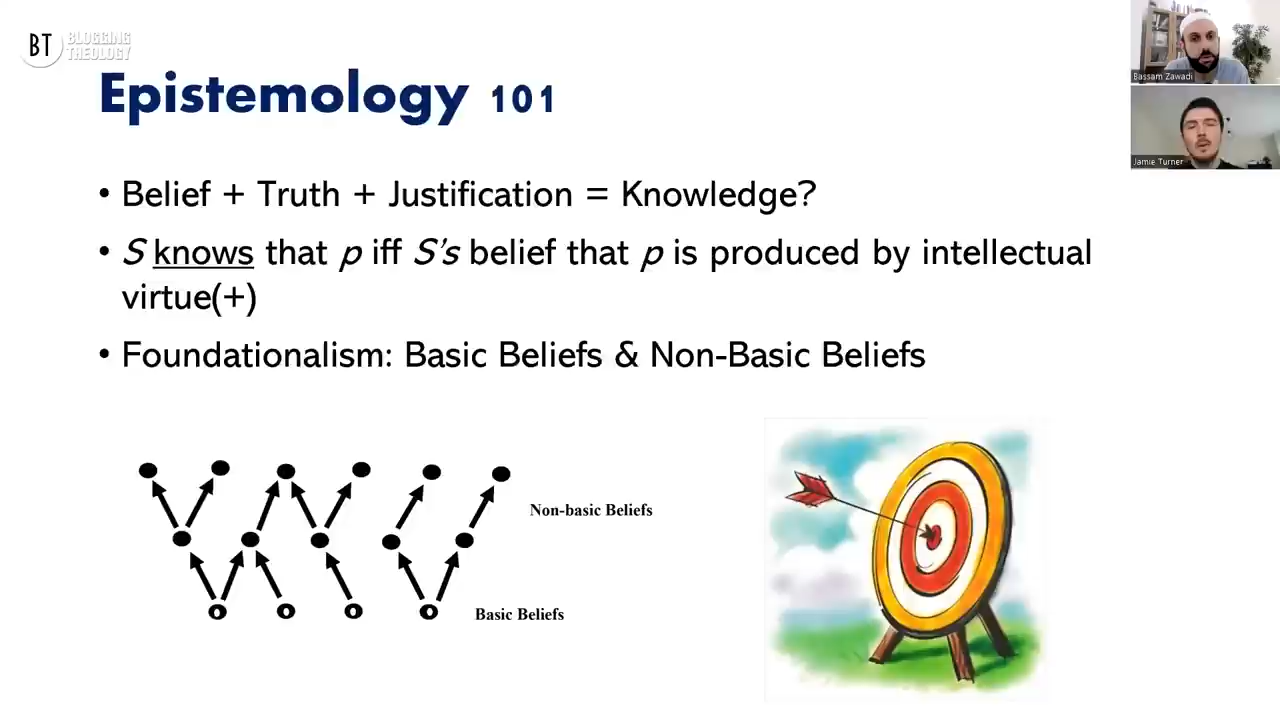 BT BLOGGING
THEOLOGY
Epistemology 101
• Belief + Truth + Justification = Knowledge?
• S knows that p iff S's belief that p is produced by intellectual
virtue(+)
• Foundationalism: Basic Beliefs & Non-Basic Beliefs
Non-basic Beliefs
Basic Beliefs
Bassam Zawadi
Jamie Turner